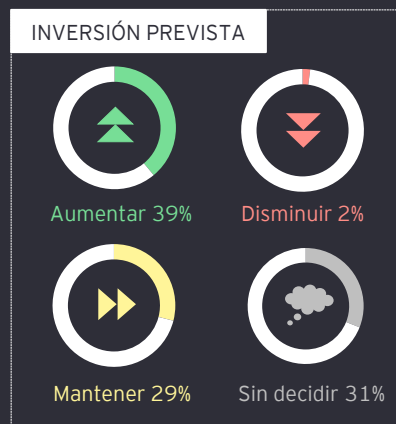 INVERSIÓN PREVISTA
Aumentar 39%
Disminuir 2%
Mantener 29%
Sin decidir 31%